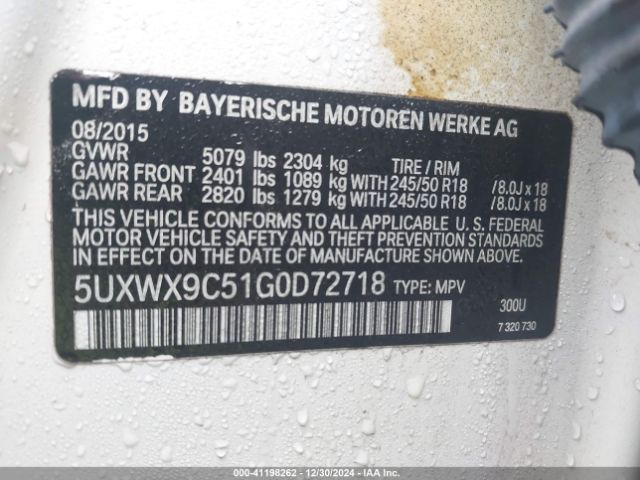 MFD BY BAYERISCHE MOTOREN WERKE AG
08/2015
GVWR 5079 lbs 2304 kg TIRE / RIM
GAWR FRONT 2401 lbs 1089 kg WITH 245/50 R18 /8.0J x 18
GAWR REAR 2820 lbs 1279 kg WITH 245/50 R18 /8.0J x 18
THIS VEHICLE CONFORMS TO ALL APPLICABLE U. S. FEDERAL
MOTOR VEHICLE SAFETY, BUMPER, AND THEFT PREVENTION STANDARDS
IN EFFECT ON THE DATE OF MANUFACTURE SHOWN ABOVE.
5UXWX9C51G0D72718 TYPE: MPV
300U
7 320 730
000-41198262 - 12/30/2024 - IAA Inc.